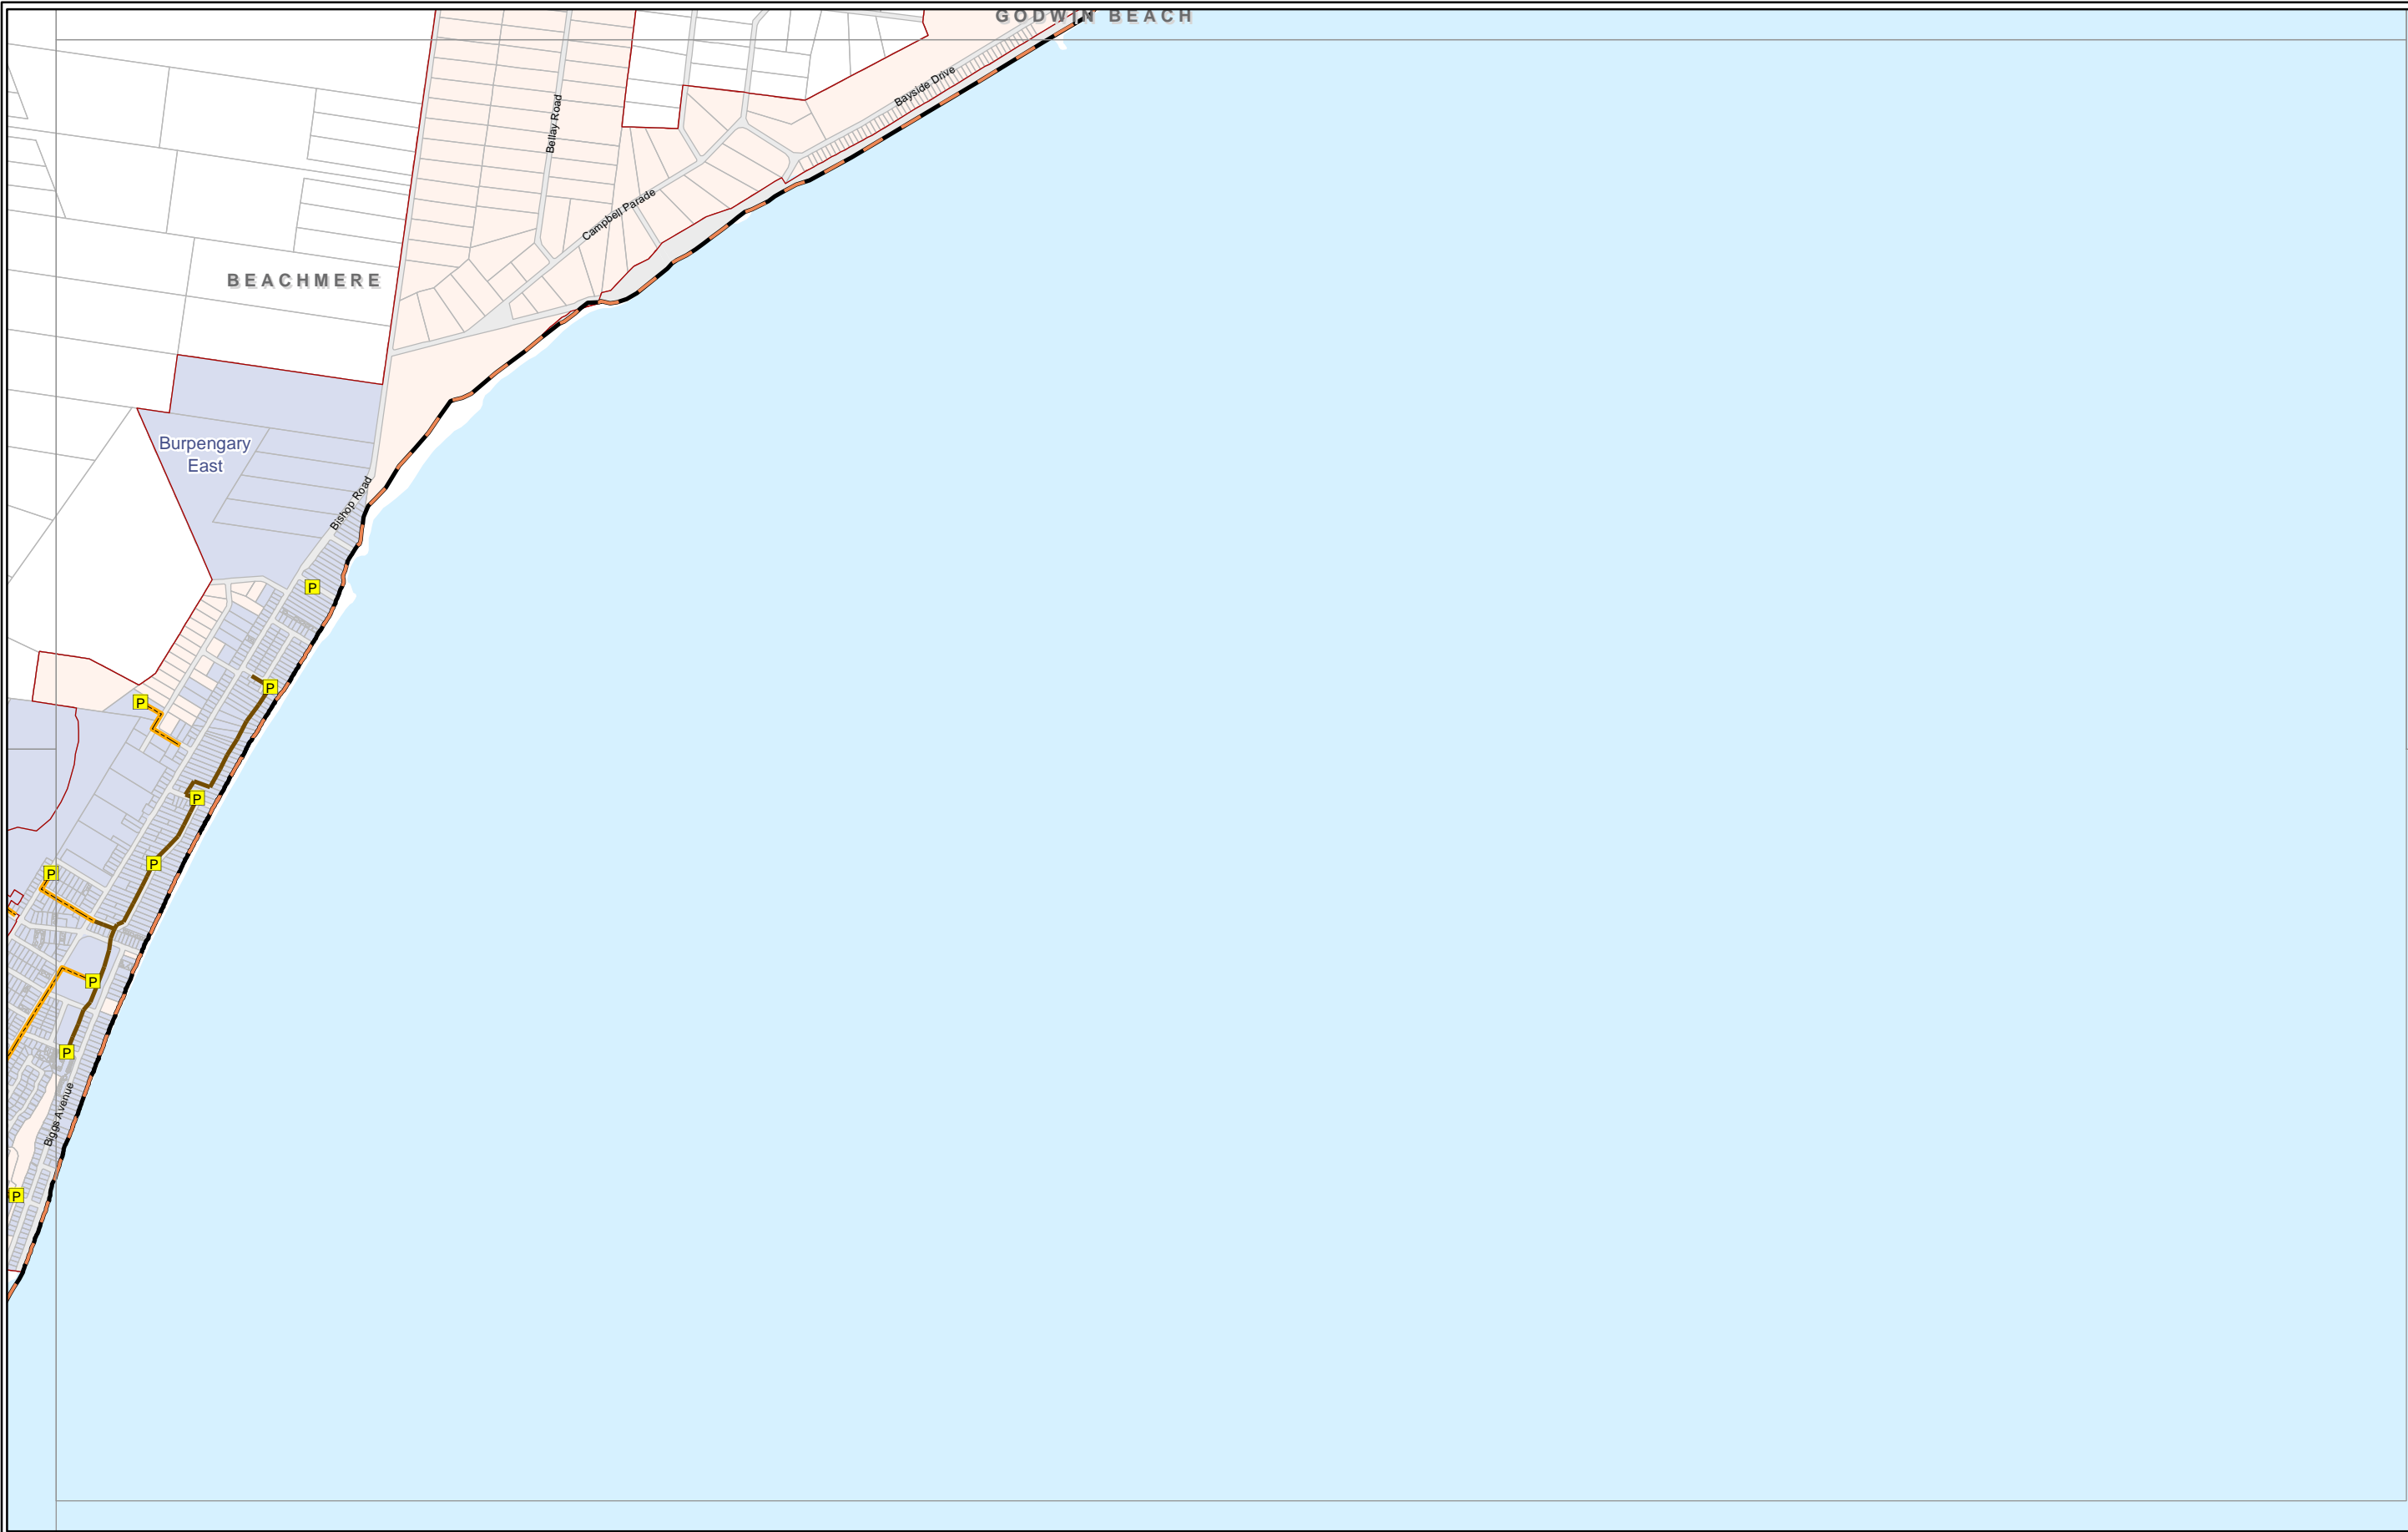 GODWIN BEACH
Bayside Drive
Bellay Road
Campbell Parade
BEACHMERE
Burpengary
East
Bishop Road
P
P
P
P
P
P
P
P
Biggs Avenue
P